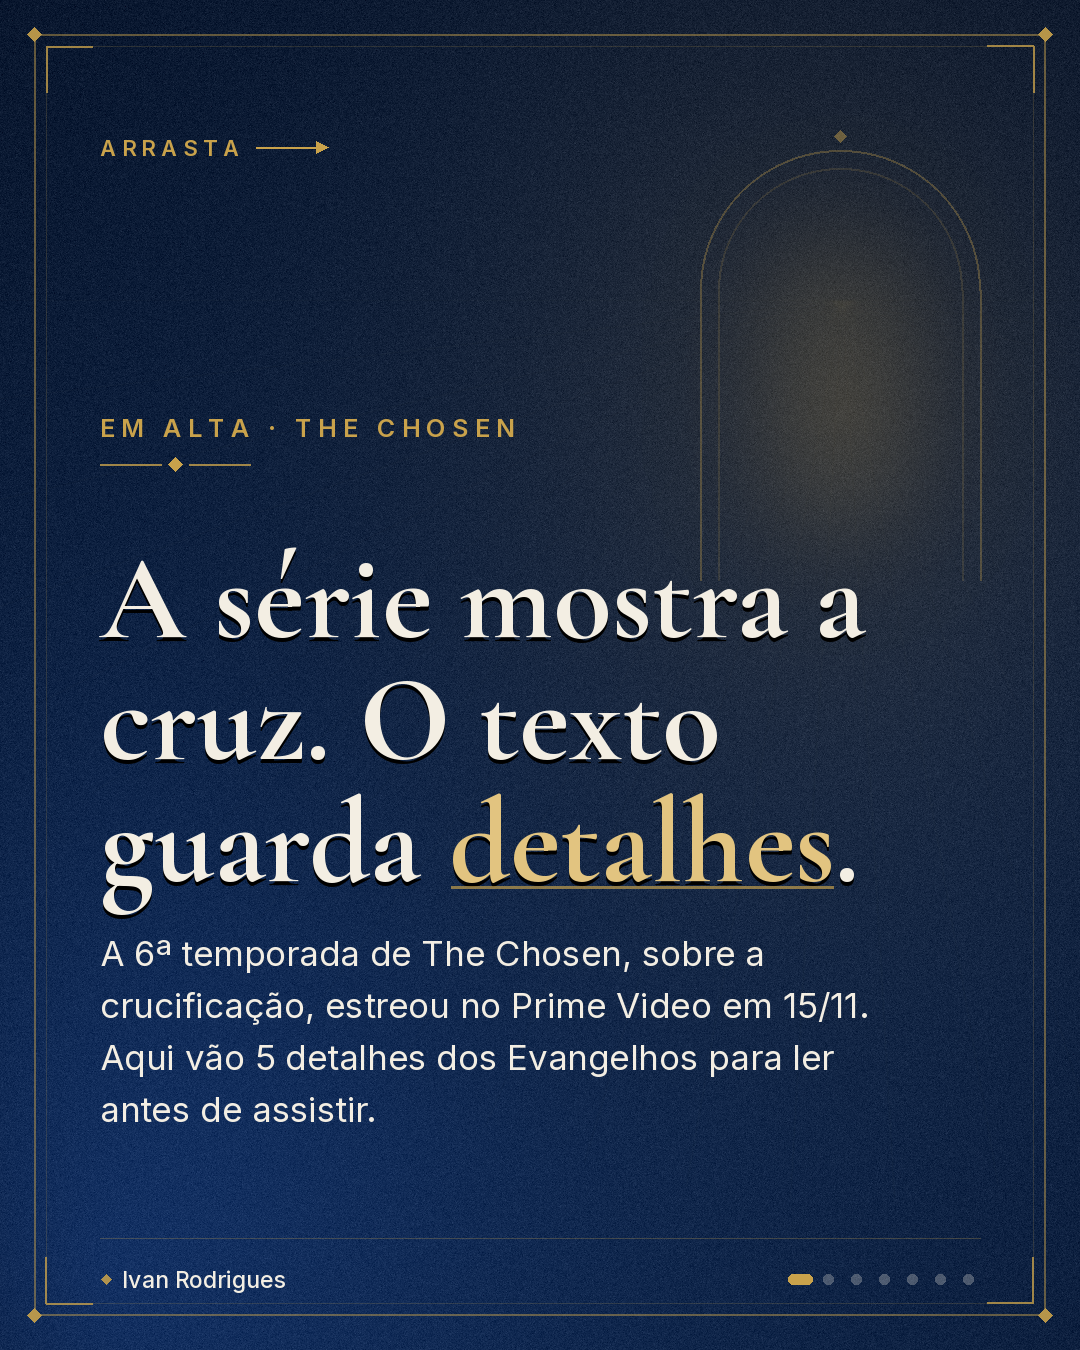 ARRASTA
EM ALTA · THE CHOSEN
A série mostra a
cruz. O texto
guarda detalhes.
A 6ª temporada de The Chosen, sobre a
crucificação, estreou no Prime Video em 15/11.
Aqui vão 5 detalhes dos Evangelhos para ler
antes de assistir.
Ivan Rodrigues